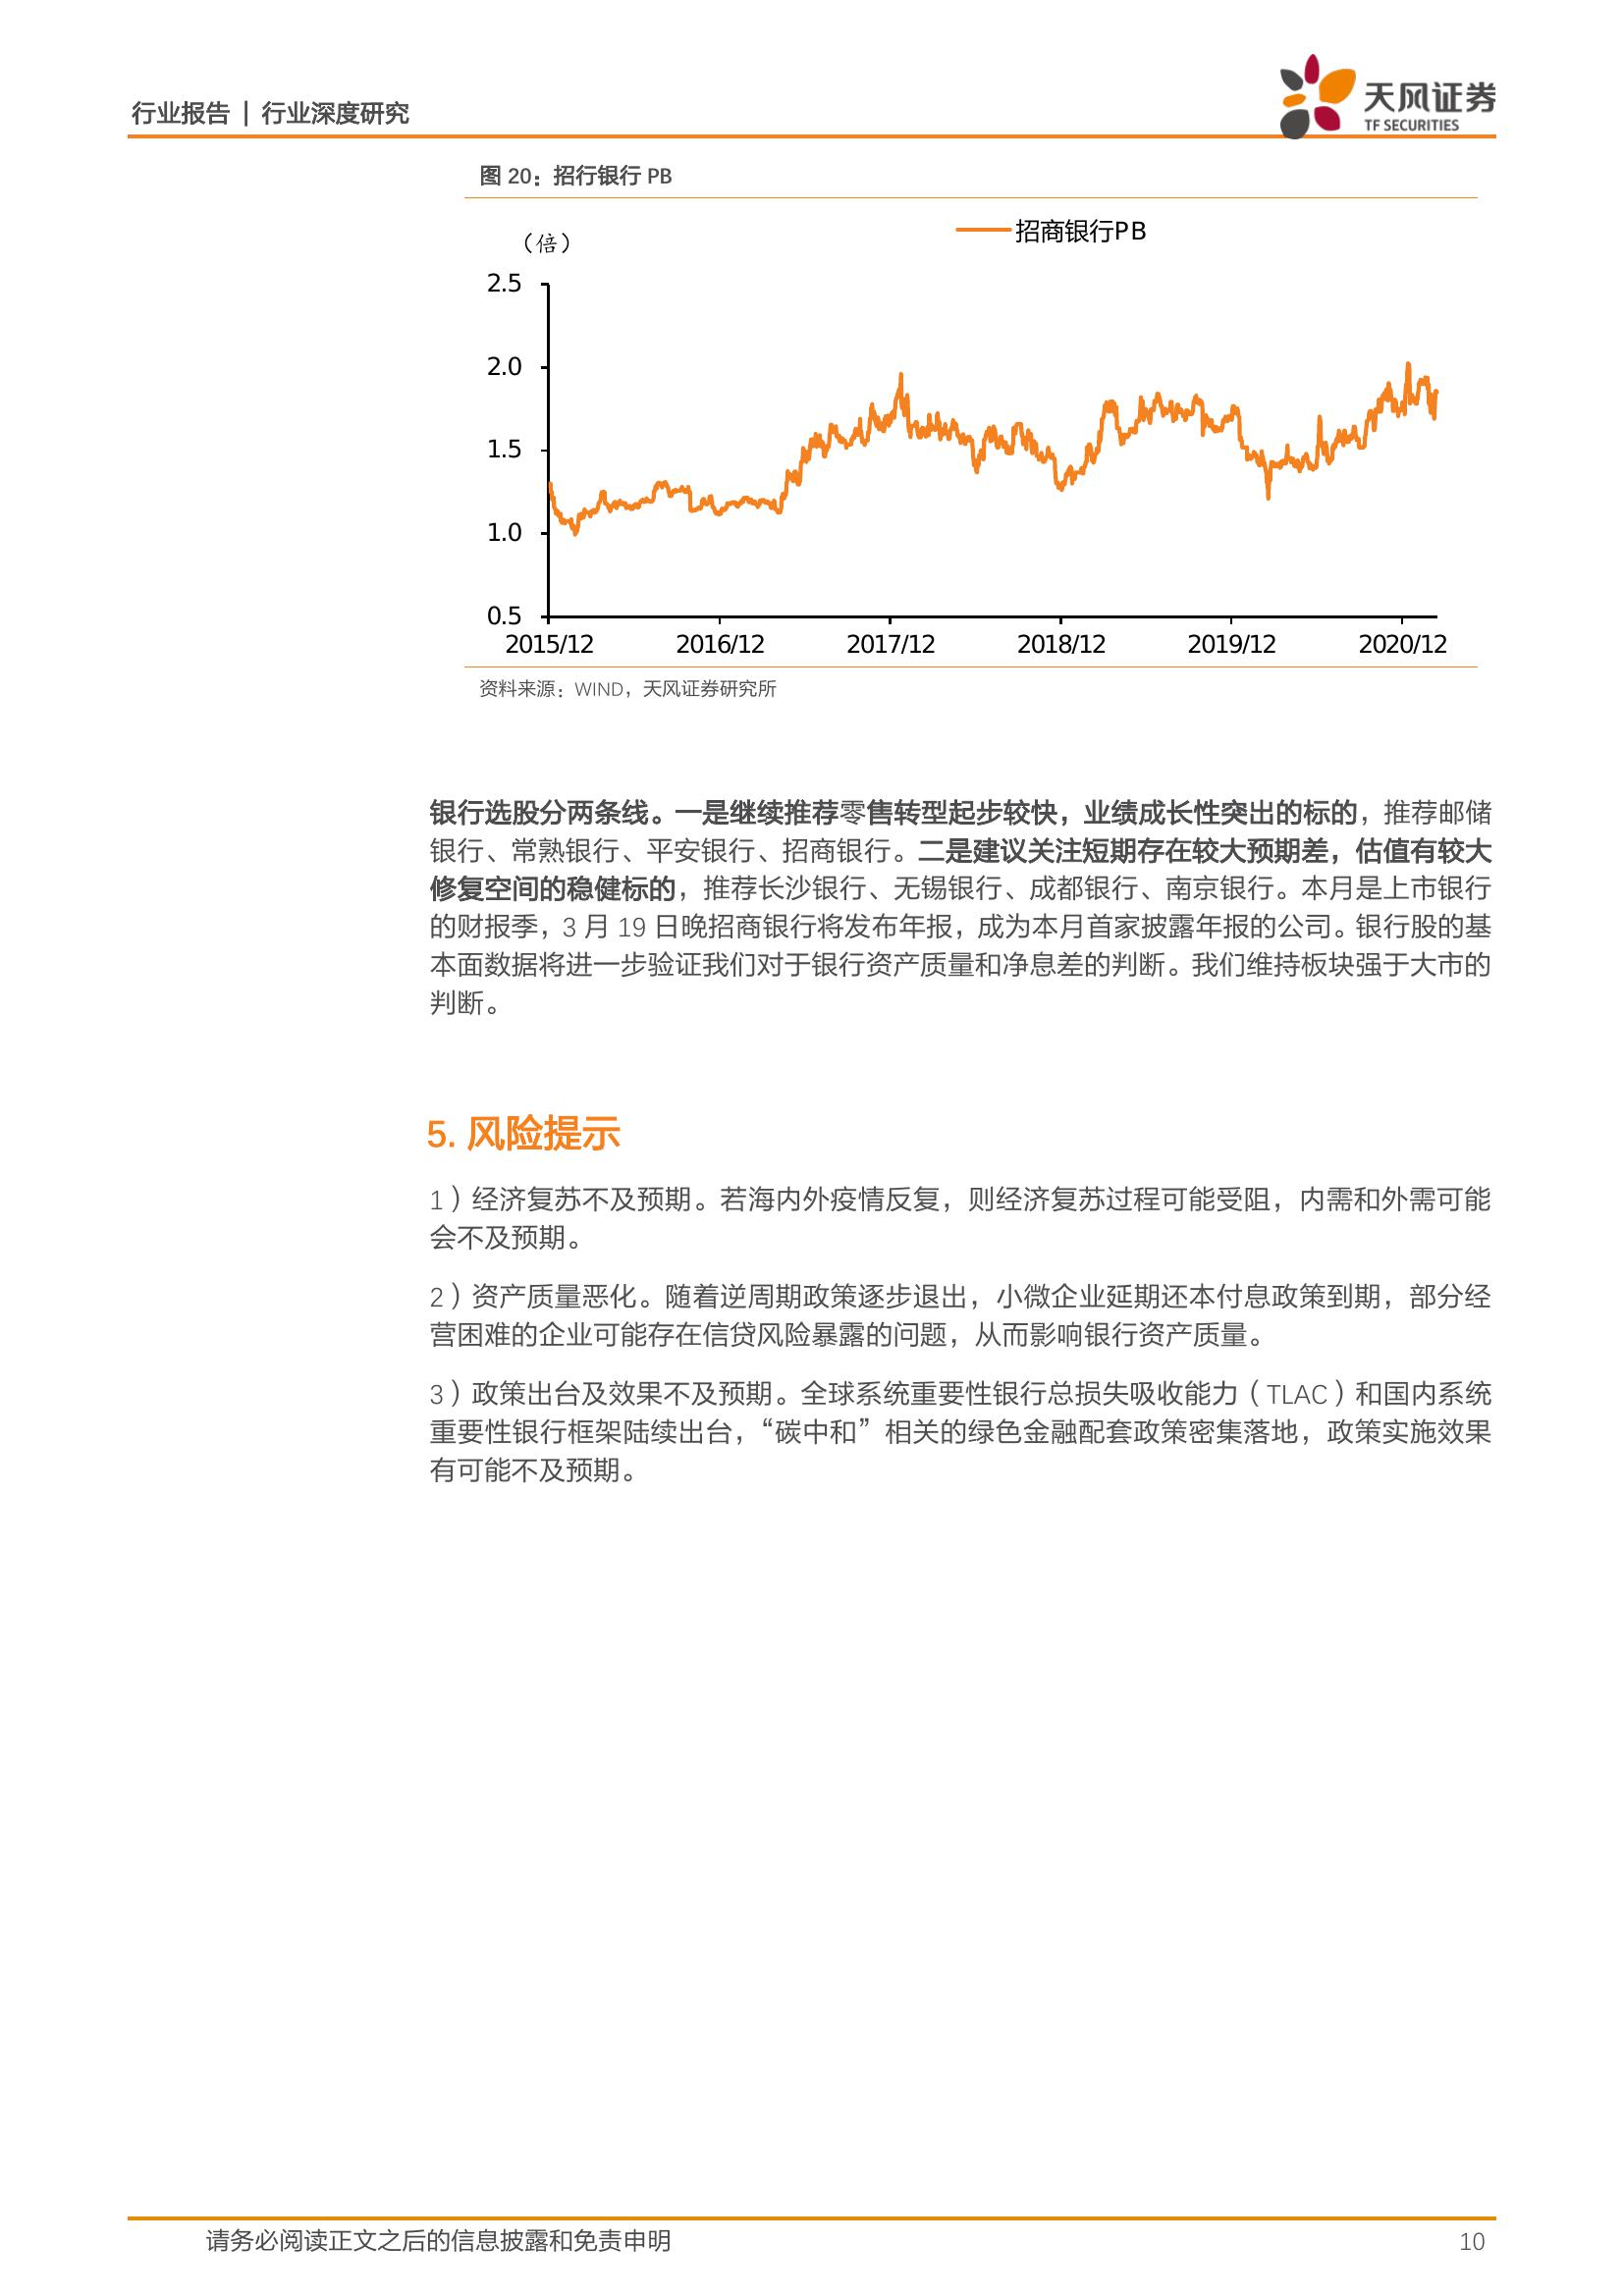 行业报告 | 行业深度研究
天风证券
TF SECURITIES
图 20：招行银行 PB
招商银行PB
（倍）
2.5
2.0
1.5
1.0
0.5
2015/12 2016/12 2017/12 2018/12 2019/12 2020/12
资料来源：WIND，天风证券研究所
银行选股分两条线。一是继续推荐零售转型起步较快，业绩成长性突出的标的，推荐邮储
银行、常熟银行、平安银行、招商银行。二是建议关注短期存在较大预期差，估值有较大
修复空间的稳健标的，推荐长沙银行、无锡银行、成都银行、南京银行。本月是上市银行
的财报季，3 月 19 日晚招商银行将发布年报，成为本月首家披露年报的公司。银行股的基
本面数据将进一步验证我们对于银行资产质量和净息差的判断。我们维持板块强于大市的
判断。
5. 风险提示
1）经济复苏不及预期。若海内外疫情反复，则经济复苏过程可能受阻，内需和外需可能
会不及预期。
2）资产质量恶化。随着逆周期政策逐步退出，小微企业延期还本付息政策到期，部分经
营困难的企业可能存在信贷风险暴露的问题，从而影响银行资产质量。
3）政策出台及效果不及预期。全球系统重要性银行总损失吸收能力（TLAC）和国内系统
重要性银行框架陆续出台，“碳中和”相关的绿色金融配套政策密集落地，政策实施效果
有可能不及预期。
请务必阅读正文之后的信息披露和免责申明 10